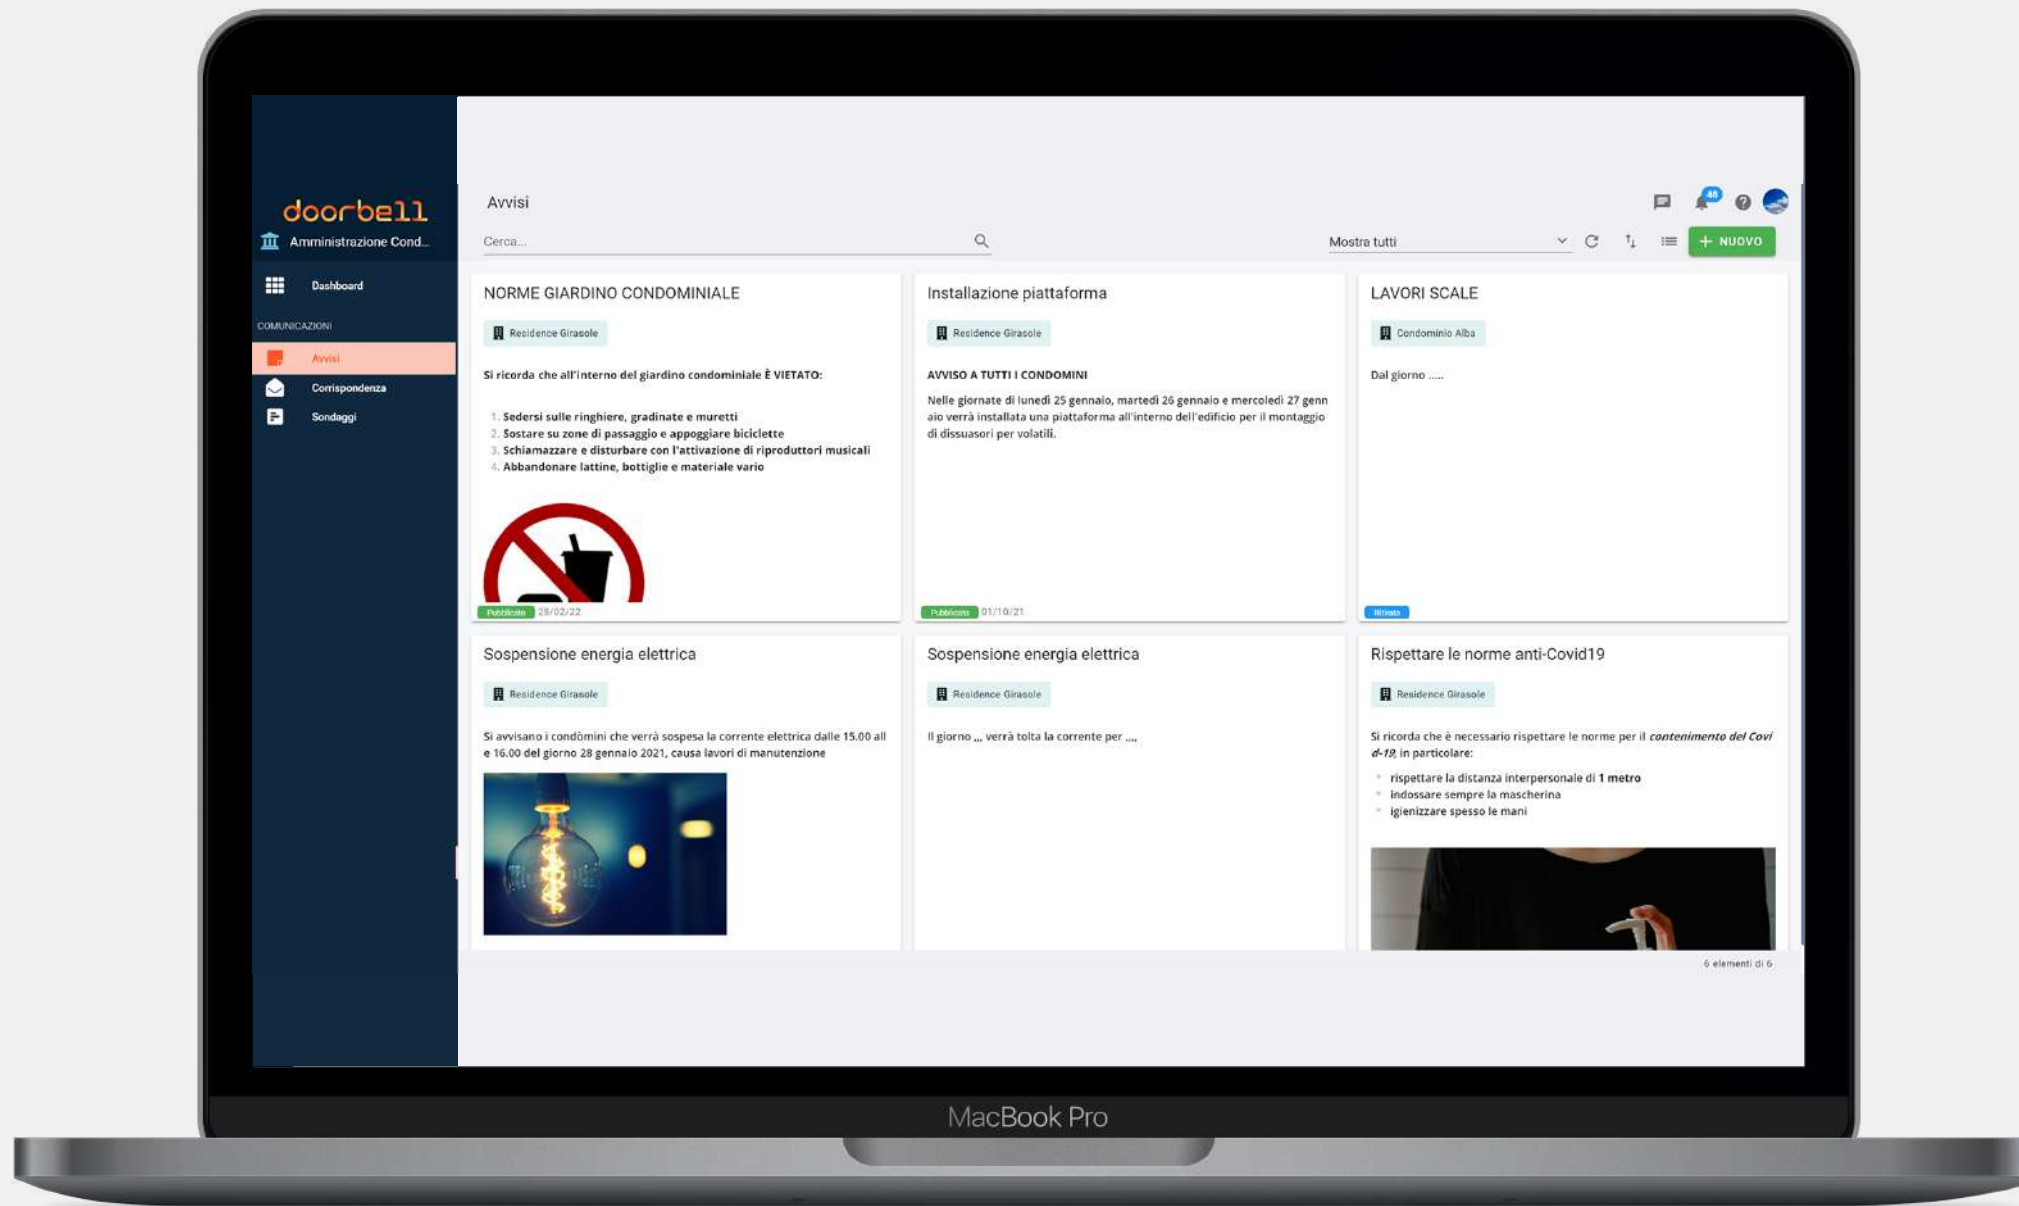 doorbell
Amministrazione Cond...
Dashboard
COMUNICAZIONI
Avvisi
Corrispondenza
Sondaggi
Avvisi
48
Cerca...
Mostra tutti
+ NUOVO
NORME GIARDINO CONDOMINIALE
Residence Girasole
Si ricorda che all'interno del giardino condominiale È VIETATO:
1. Sedersi sulle ringhiere, gradinate e muretti
2. Sostare su zone di passaggio e appoggiare biciclette
3. Schiamazzare e disturbare con l'attivazione di riproduttori musicali
4. Abbandonare lattine, bottiglie e materiale vario
Pubblicato 28/02/22
Installazione piattaforma
Residence Girasole
AVVISO A TUTTI I CONDOMINI
Nelle giornate di lunedì 25 gennaio, martedì 26 gennaio e mercoledì 27 genn
aio verrà installata una piattaforma all'interno dell'edificio per il montaggio
di dissuasori per volatili.
Pubblicato 01/10/21
LAVORI SCALE
Condominio Alba
Dal giorno .....
Ritirato
Sospensione energia elettrica
Residence Girasole
Si avvisano i condòmini che verrà sospesa la corrente elettrica dalle 15.00 all
e 16.00 del giorno 28 gennaio 2021, causa lavori di manutenzione
Sospensione energia elettrica
Residence Girasole
Il giorno ,,, verrà tolta la corrente per ,,,,
Rispettare le norme anti-Covid19
Residence Girasole
Si ricorda che è necessario rispettare le norme per il contenimento del Covi
d-19, in particolare:
rispettare la distanza interpersonale di 1 metro
indossare sempre la mascherina
igienizzare spesso le mani
6 elementi di 6
MacBook Pro